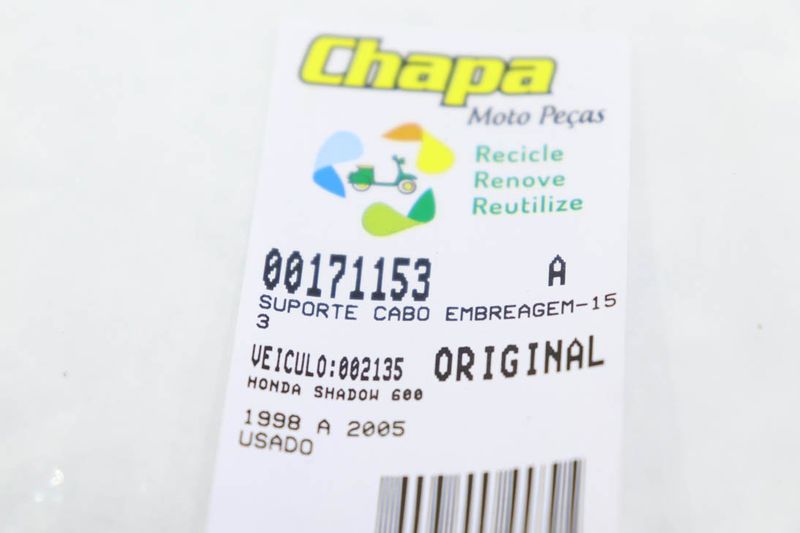 Chapa
Moto Peças
Recicle
Renove
Reutilize
00171153 A
SUPORTE CABO EMBREAGEM-15
3
VEICULO:002135 ORIGINAL
HONDA SHADOW 600
1998 A 2005
USADO